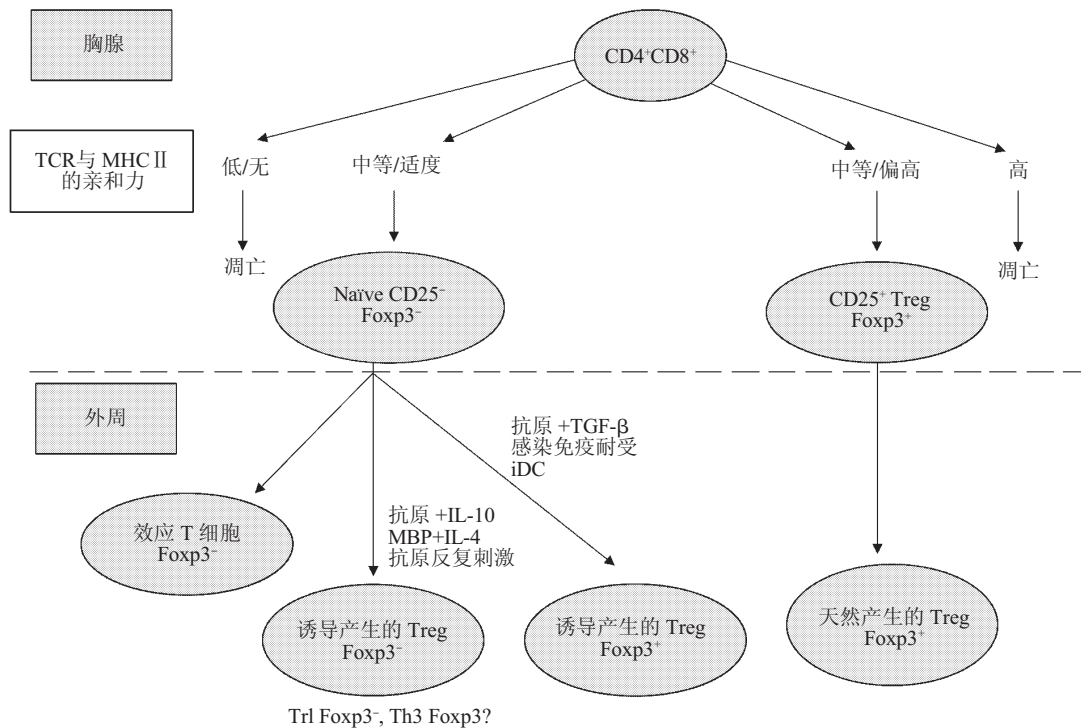 胸腺
CD4⁺CD8⁺
TCR与 MHC Ⅱ
的亲和力
低/无
中等/适度
中等/偏高
高
凋亡
Naïve CD25⁻
Foxp3⁻
CD25⁺ Treg
Foxp3⁺
凋亡
外周
抗原 +TGF-β
感染免疫耐受
iDC
效应 T 细胞
Foxp3⁻
抗原 +IL-10
MBP+IL-4
抗原反复刺激
诱导产生的 Treg
Foxp3⁻
诱导产生的 Treg
Foxp3⁺
天然产生的 Treg
Foxp3⁺
Trl Foxp3⁻, Th3 Foxp3?